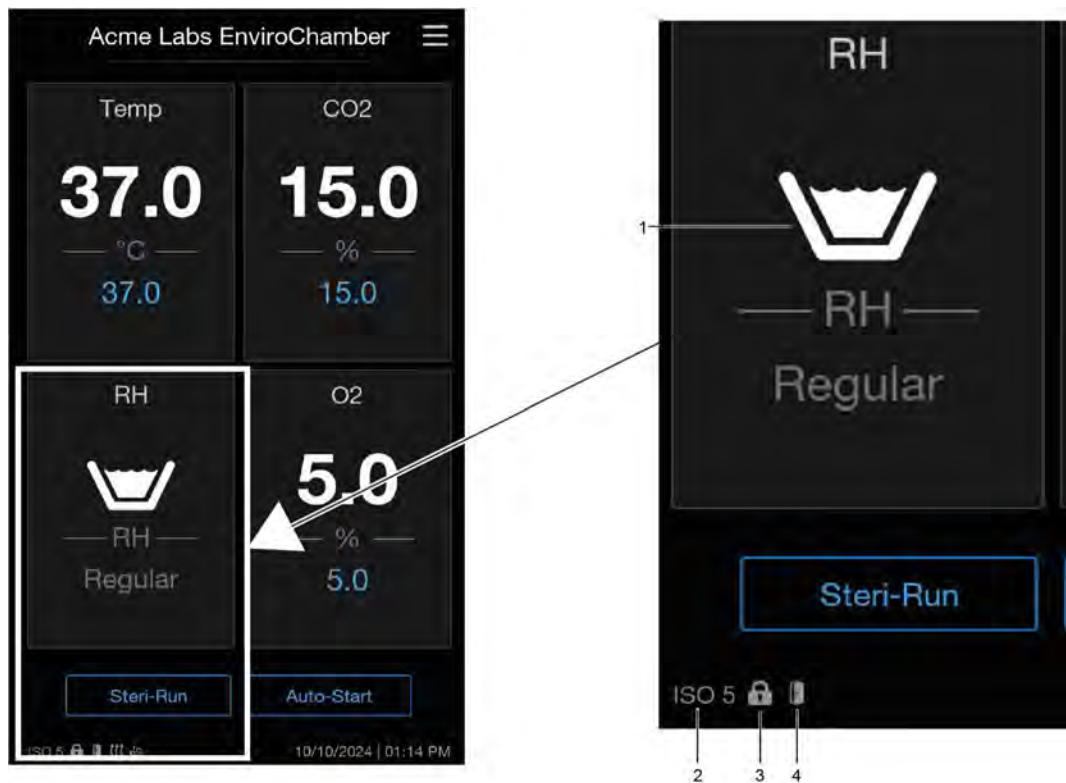 Acme Labs EnviroChamber
Temp
37.0
°C
37.0
CO2
15.0
%
15.0
RH
RH
Regular
O2
5.0
%
5.0
Steri-Run
Auto-Start
ISO 5
10/10/2024 | 01:14 PM
RH
1
RH
Regular
Steri-Run
ISO 5
2 3 4